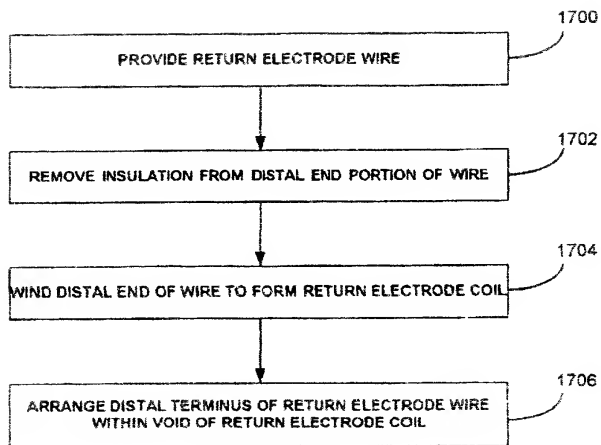 1700
PROVIDE RETURN ELECTRODE WIRE
1702
REMOVE INSULATION FROM DISTAL END PORTION OF WIRE
1704
WIND DISTAL END OF WIRE TO FORM RETURN ELECTRODE COIL
1706
ARRANGE DISTAL TERMINUS OF RETURN ELECTRODE WIRE
WITHIN VOID OF RETURN ELECTRODE COIL